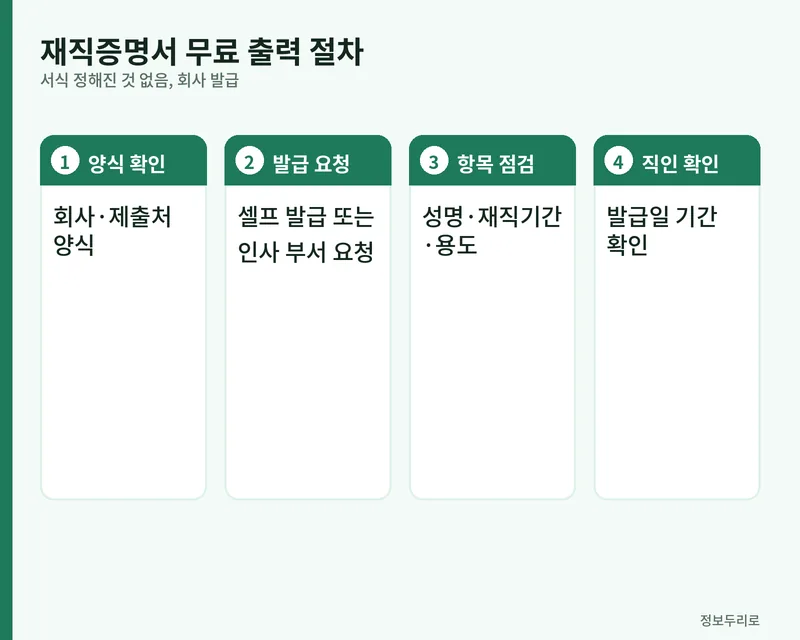 재직증명서 무료 출력 절차
서식 정해진 것 없음, 회사 발급
1 양식 확인
회사·제출처
양식
2 발급 요청
셀프 발급 또는
인사 부서 요청
3 항목 점검
성명·재직기간
·용도
4 직인 확인
발급일 기간
확인
정보두리로